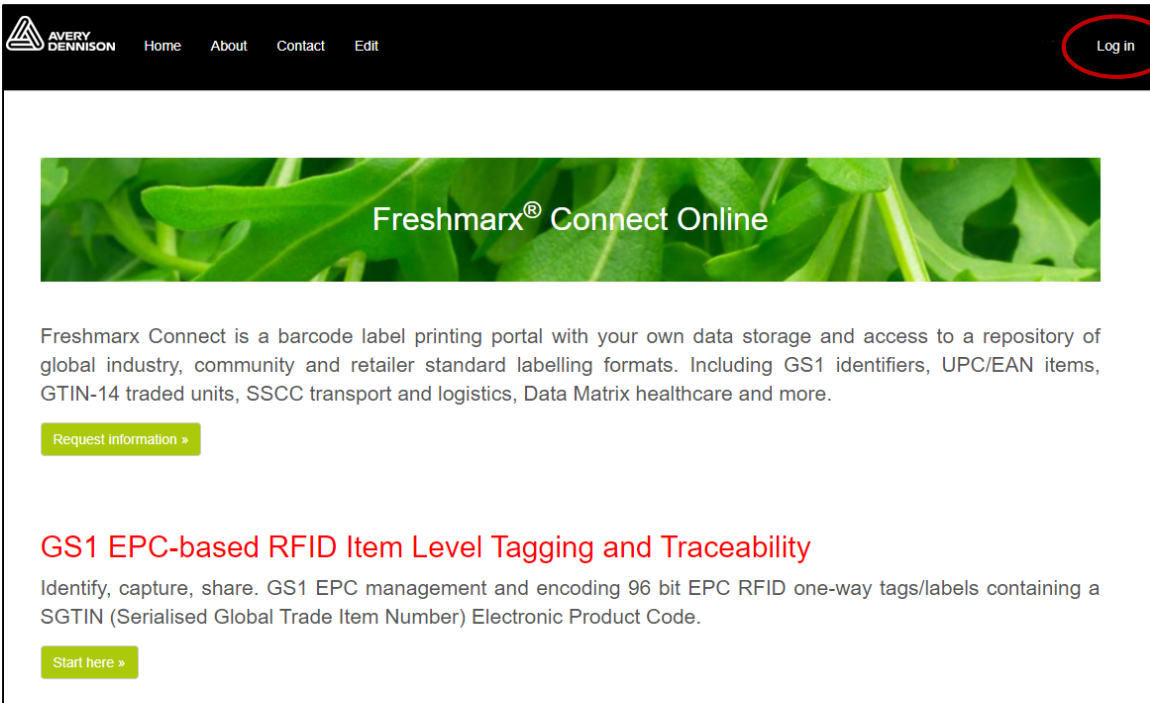 AVERY
DENNISON
Home About Contact Edit Log in
Freshmarx® Connect Online
Freshmarx Connect is a barcode label printing portal with your own data storage and access to a repository of
global industry, community and retailer standard labelling formats. Including GS1 identifiers, UPC/EAN items,
GTIN-14 traded units, SSCC transport and logistics, Data Matrix healthcare and more.
Request information »
GS1 EPC-based RFID Item Level Tagging and Traceability
Identify, capture, share. GS1 EPC management and encoding 96 bit EPC RFID one-way tags/labels containing a
SGTIN (Serialised Global Trade Item Number) Electronic Product Code.
Start here »